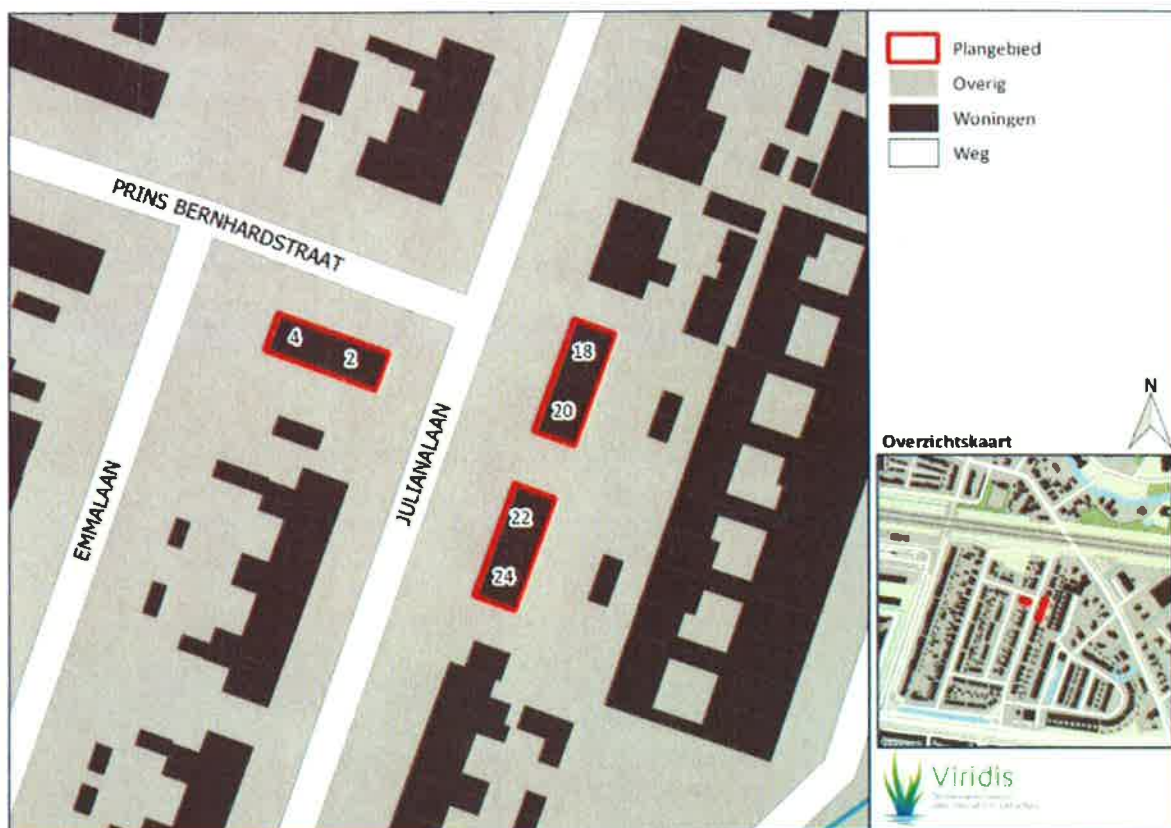 Plangebied
Overig
Woningen
Weg
PRINS BERNHARDSTRAAT
4
2
18
20
22
24
EMMALAAN
JULIANALAAN
N
Overzichtskaart
Viridis